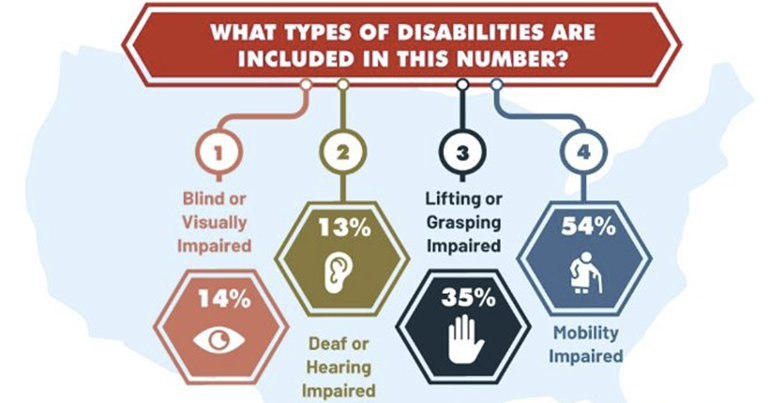 WHAT TYPES OF DISABILITIES ARE
INCLUDED IN THIS NUMBER?
1
Blind or
Visually
Impaired
14%
2
13%
Deaf or
Hearing
Impaired
3
Lifting or
Grasping
Impaired
35%
4
54%
Mobility
Impaired